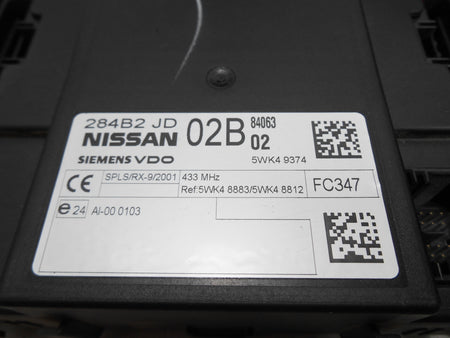 284B2 JD 02B 84063
NISSAN 02
SIEMENS VDO 5WK4 9374
CE SPLS/RX-9/2001 433 MHz
Ref:5WK4 8883/5WK4 8812 FC347
e 24 AI-00 0103